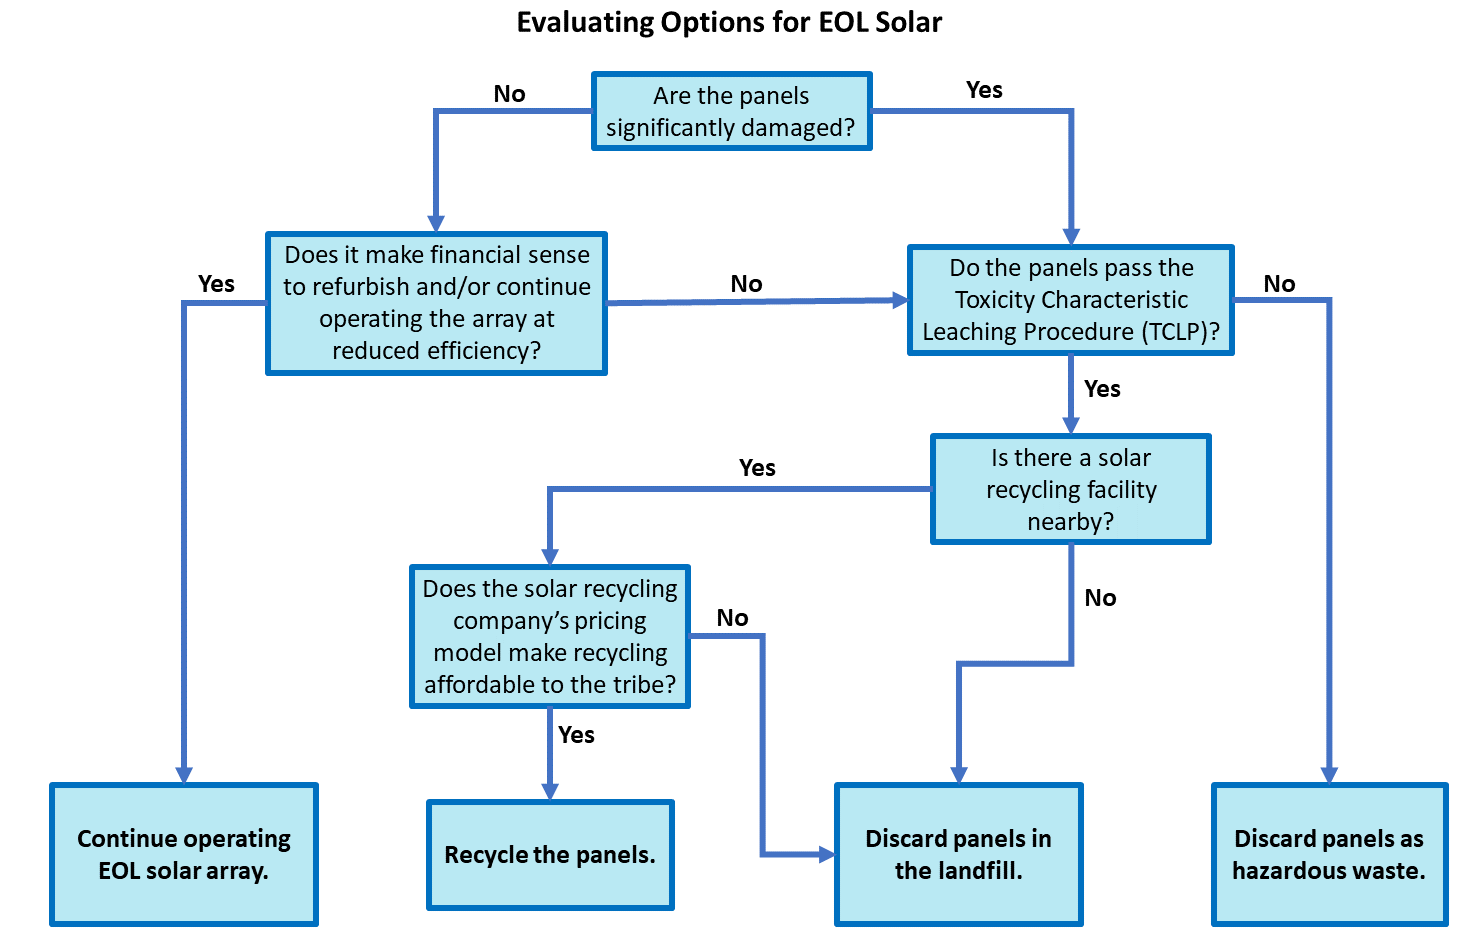 Evaluating Options for EOL Solar
No
Yes
Are the panels
significantly damaged?
Yes
Does it make financial sense
to refurbish and/or continue
operating the array at
reduced efficiency?
No
Do the panels pass the
Toxicity Characteristic
Leaching Procedure (TCLP)?
No
Yes
Is there a solar
recycling facility
nearby?
Yes
No
Does the solar recycling
company’s pricing
model make recycling
affordable to the tribe?
No
Yes
Continue operating
EOL solar array.
Recycle the panels.
Discard panels in
the landfill.
Discard panels as
hazardous waste.